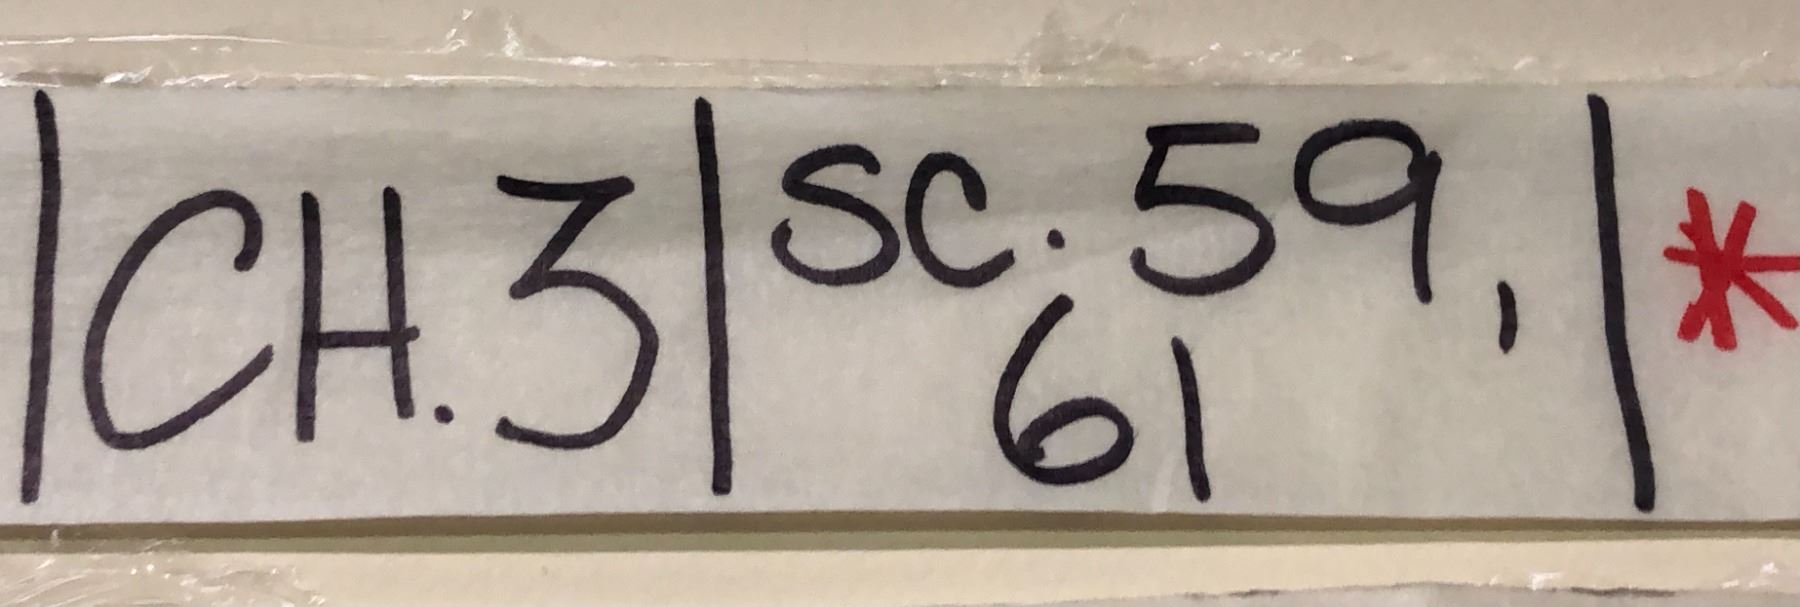 | CH. 3 | SC. 59, | *
61